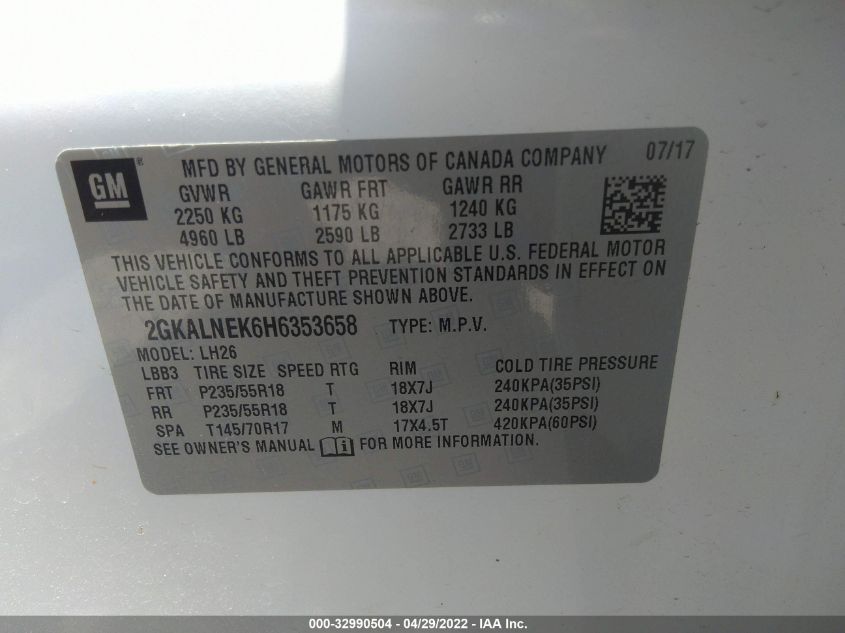 GM ®
MFD BY GENERAL MOTORS OF CANADA COMPANY 07/17
GVWR GAWR FRT GAWR RR
2250 KG 1175 KG 1240 KG
4960 LB 2590 LB 2733 LB
THIS VEHICLE CONFORMS TO ALL APPLICABLE U.S. FEDERAL MOTOR
VEHICLE SAFETY AND THEFT PREVENTION STANDARDS IN EFFECT ON
THE DATE OF MANUFACTURE SHOWN ABOVE.
2GKALNEK6H6353658 TYPE: M.P.V.
MODEL: LH26
LBB3 TIRE SIZE SPEED RTG RIM COLD TIRE PRESSURE
FRT P235/55R18 T 18X7J 240KPA(35PSI)
RR P235/55R18 T 18X7J 240KPA(35PSI)
SPA T145/70R17 M 17X4.5T 420KPA(60PSI)
SEE OWNER'S MANUAL FOR MORE INFORMATION.
000-32990504 - 04/29/2022 - IAA Inc.